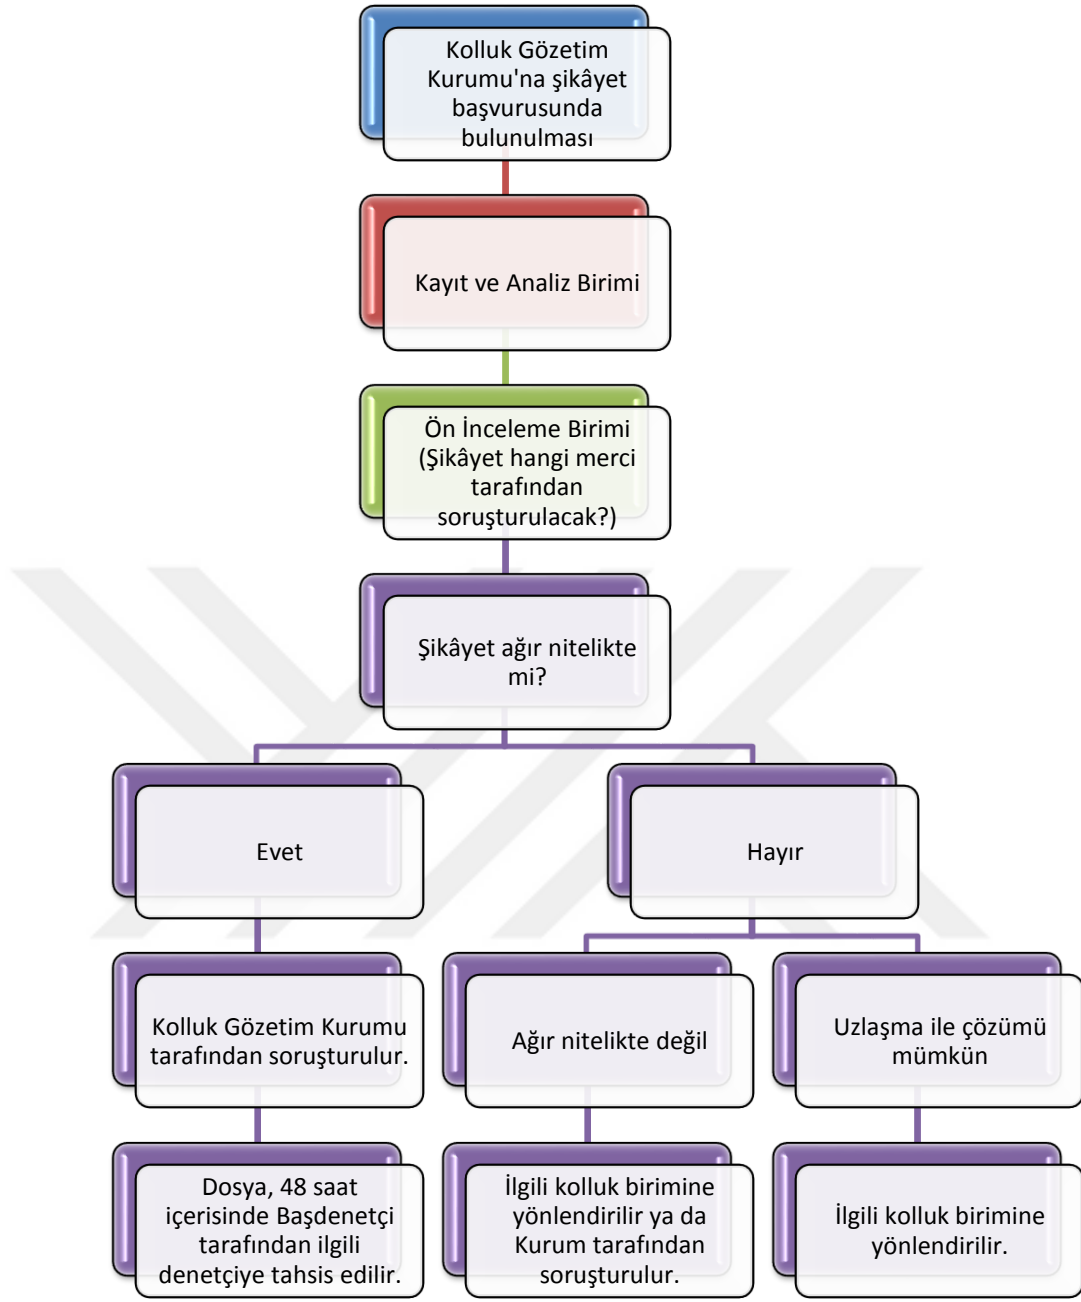 Kolluk Gözetim
Kurumu'na şikâyet
başvurusunda
bulunulması
Kayıt ve Analiz Birimi
Ön İnceleme Birimi
(Şikâyet hangi merci
tarafından
soruşturulacak?)
Şikâyet ağır nitelikte
mi?
Evet
Hayır
Kolluk Gözetim Kurumu
tarafından soruşturulur.
Ağır nitelikte değil
Uzlaşma ile çözümü
mümkün
Dosya, 48 saat
içerisinde Başdenetçi
tarafından ilgili
denetçiye tahsis edilir.
İlgili kolluk birimine
yönlendirilir ya da
Kurum tarafından
soruşturulur.
İlgili kolluk birimine
yönlendirilir.